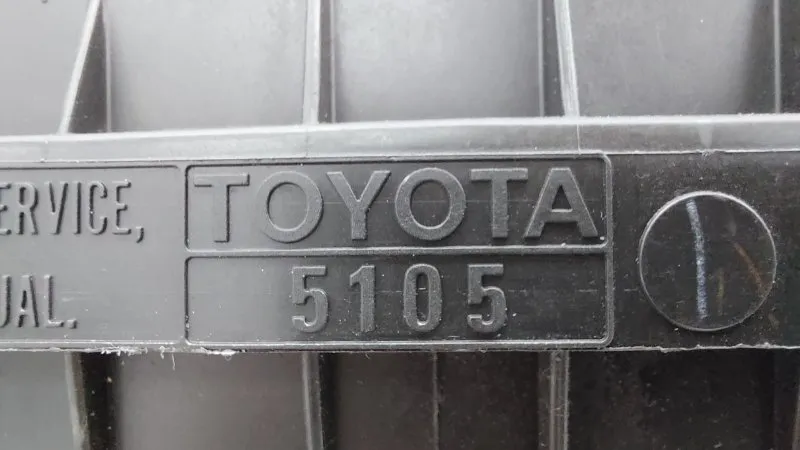 ERVICE,
UAL.
TOYOTA
5105